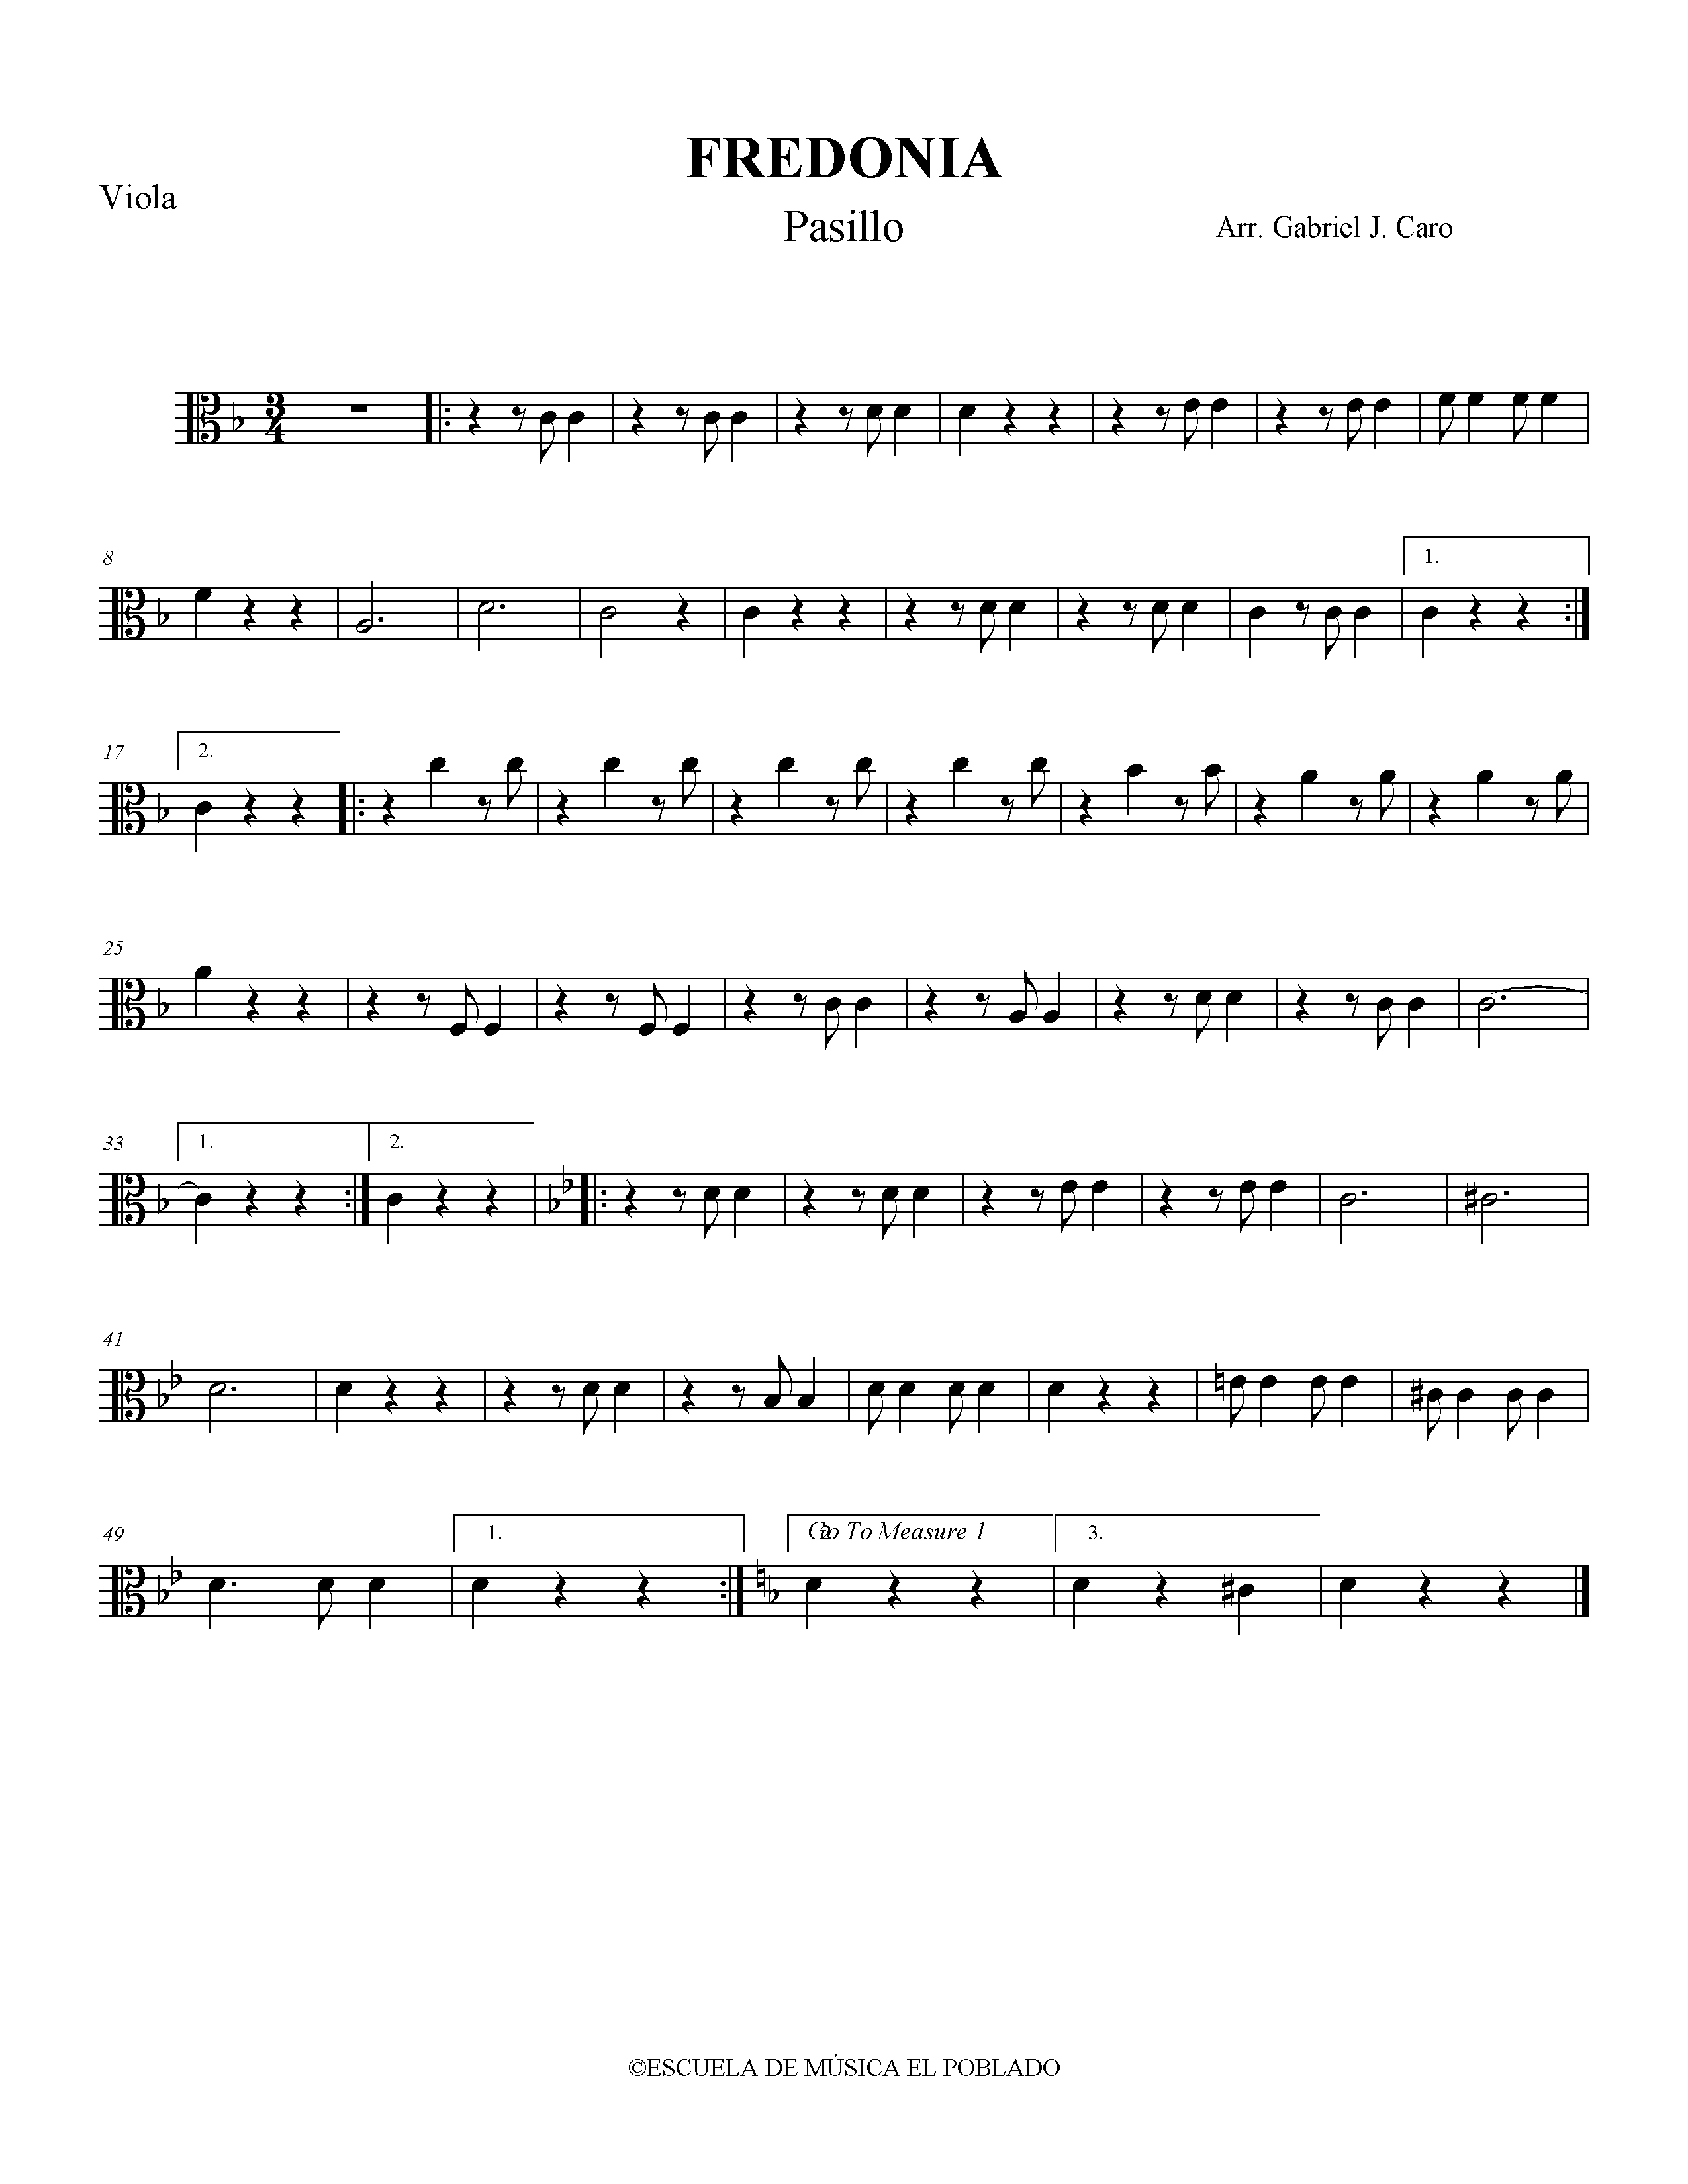 FREDONIA
Viola
Pasillo
Arr. Gabriel J. Caro
3
4
8
1.
17
2.
25
33
1.
2.
41
49
1.
2.
Go To Measure 1
3.
©ESCUELA DE MÚSICA EL POBLADO